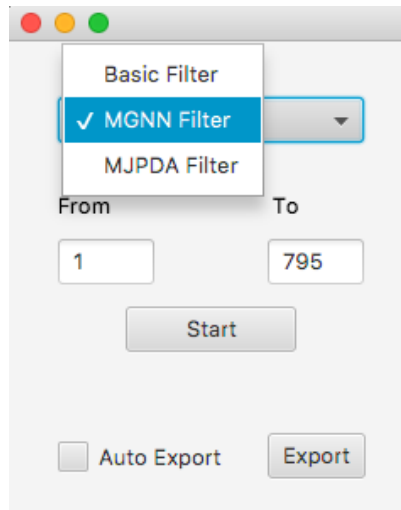 Basic Filter
✓ MGNN Filter
MJPDA Filter
From To
1 795
Start
Auto Export Export